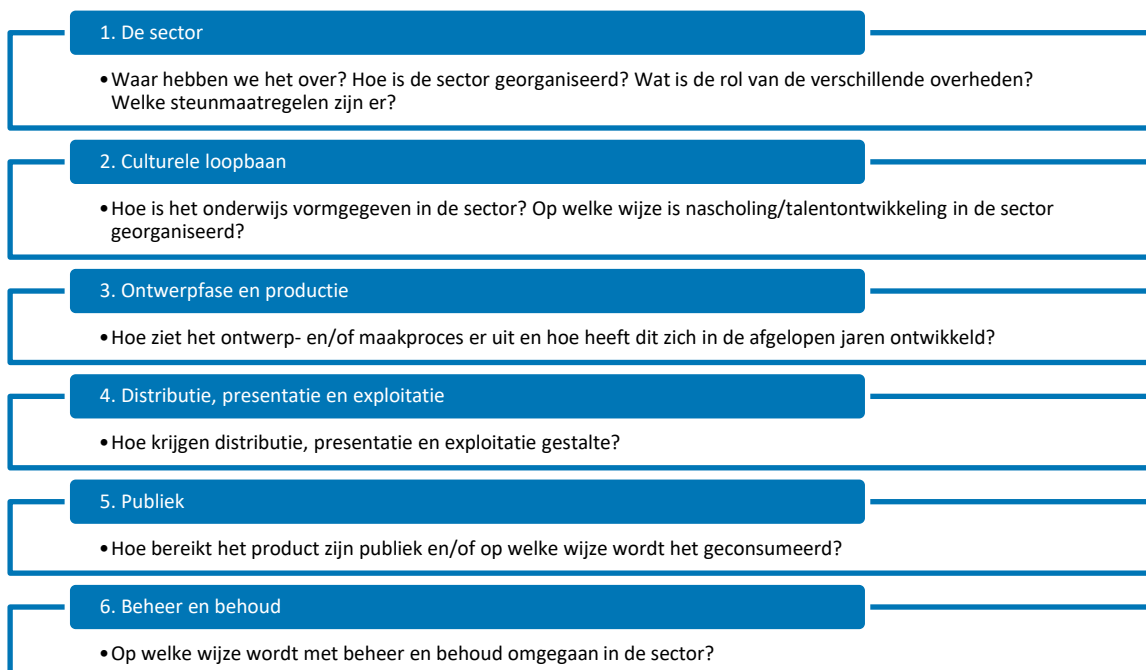 1. De sector
•Waar hebben we het over? Hoe is de sector georganiseerd? Wat is de rol van de verschillende overheden?
Welke steunmaatregelen zijn er?
2. Culturele loopbaan
•Hoe is het onderwijs vormgegeven in de sector? Op welke wijze is nascholing/talentontwikkeling in de sector
georganiseerd?
3. Ontwerpfase en productie
•Hoe ziet het ontwerp- en/of maakproces er uit en hoe heeft dit zich in de afgelopen jaren ontwikkeld?
4. Distributie, presentatie en exploitatie
•Hoe krijgen distributie, presentatie en exploitatie gestalte?
5. Publiek
•Hoe bereikt het product zijn publiek en/of op welke wijze wordt het geconsumeerd?
6. Beheer en behoud
•Op welke wijze wordt met beheer en behoud omgegaan in de sector?